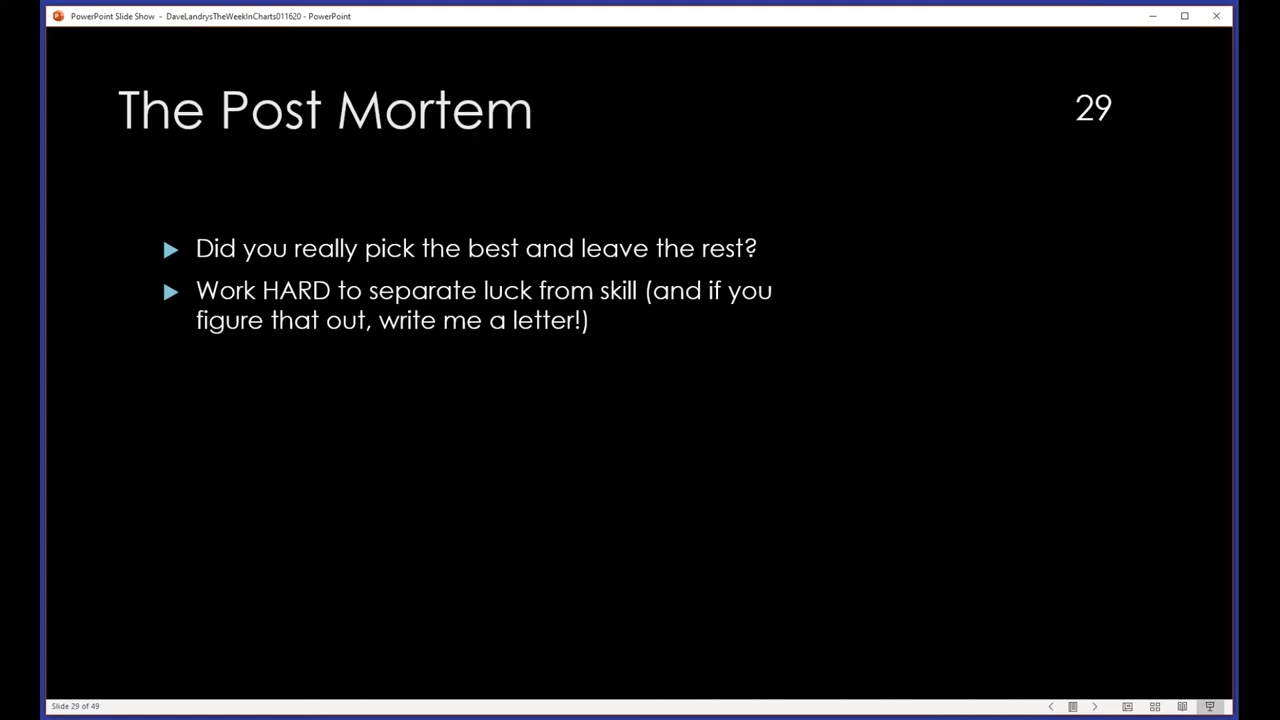 PowerPoint Slide Show - DaveLandrysTheWeekInCharts011620 - PowerPoint
The Post Mortem
29
Did you really pick the best and leave the rest?
Work HARD to separate luck from skill (and if you
figure that out, write me a letter!)
Slide 29 of 49